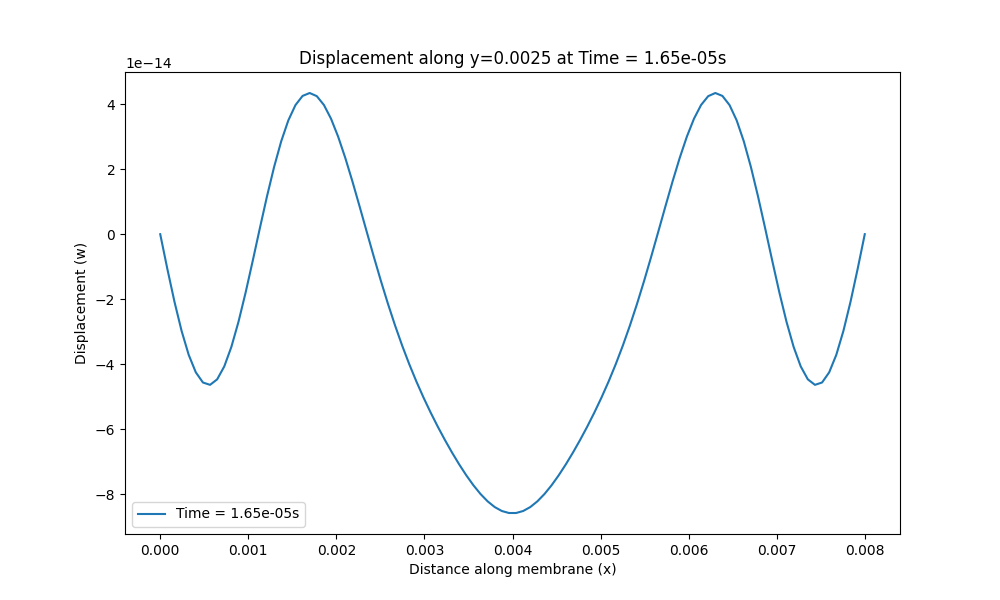 Displacement along y=0.0025 at Time = 1.65e-05s
1e−14
4
2
0
−2
−4
−6
−8
Displacement (w)
Time = 1.65e-05s
0.000 0.001 0.002 0.003 0.004 0.005 0.006 0.007 0.008
Distance along membrane (x)